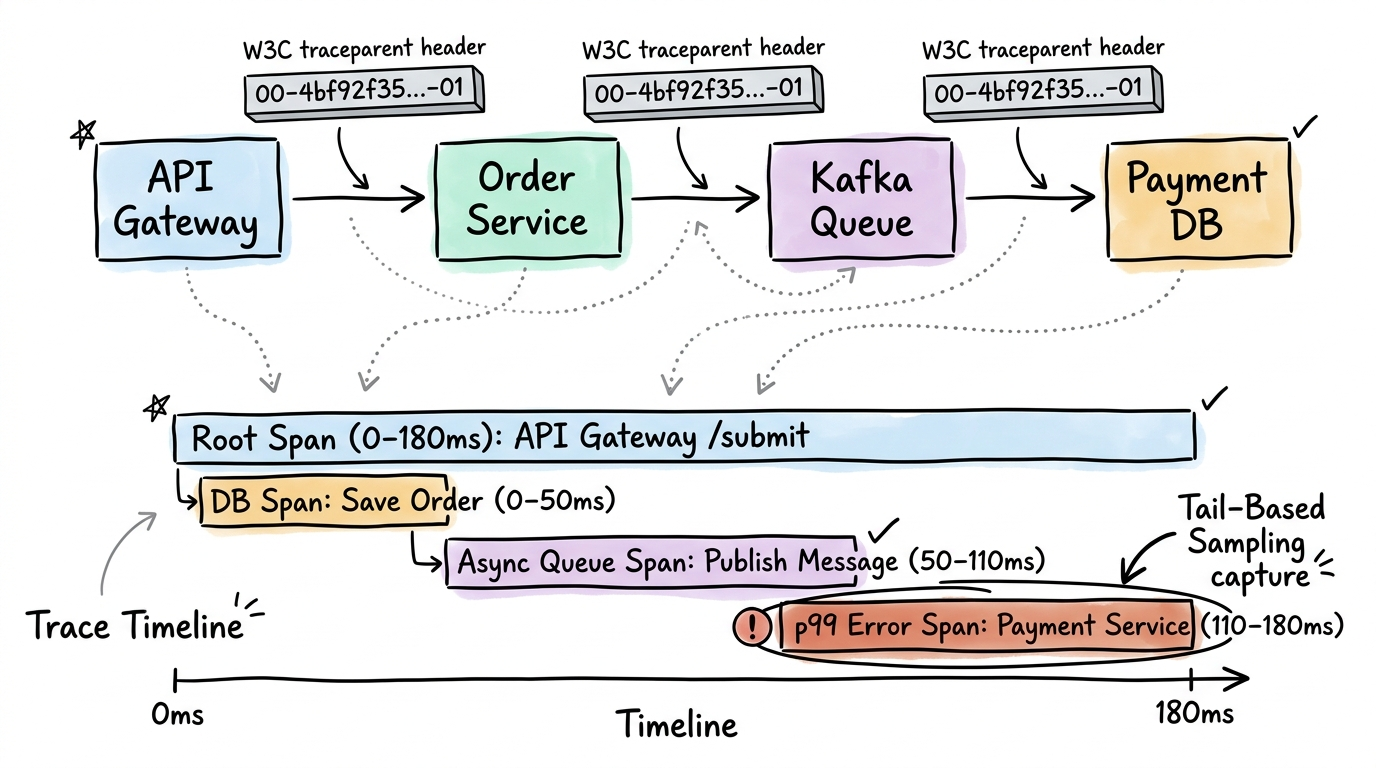 W3C traceparent header
00-4bf92f35...-01
W3C traceparent header
00-4bf92f35...-01
W3C traceparent header
00-4bf92f35...-01
API
Gateway
Order
Service
Kafka
Queue
Payment
DB
Root Span (0-180ms): API Gateway /submit
DB Span: Save Order (0-50ms)
Async Queue Span: Publish Message (50-110ms)
Tail-Based
Sampling
capture
! p99 Error Span: Payment Service (110-180ms)
Trace Timeline
0ms
180ms
Timeline